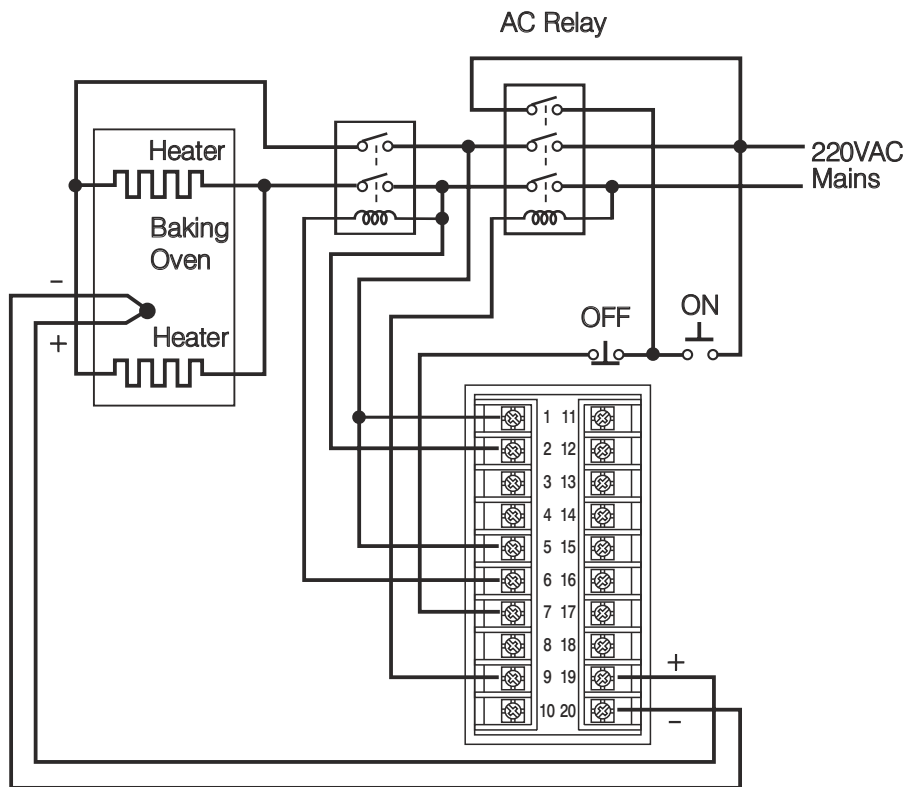 AC Relay
220VAC
Mains
Heater
Baking
Oven
Heater
−
+
OFF
ON
1 11
2 12
3 13
4 14
5 15
6 16
7 17
8 18
9 19
10 20
+
−